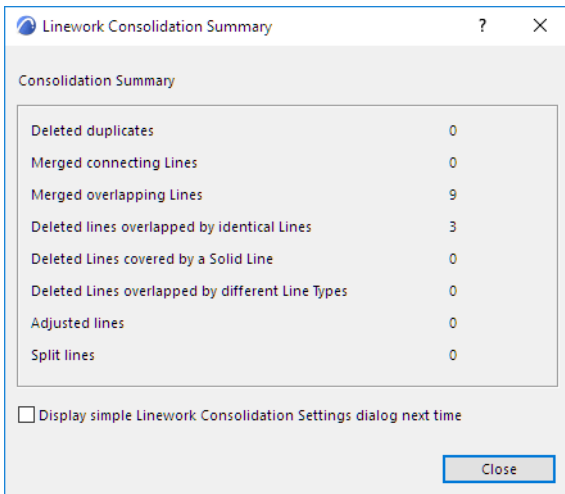 Linework Consolidation Summary ?
Consolidation Summary
Deleted duplicates 0
Merged connecting Lines 0
Merged overlapping Lines 9
Deleted lines overlapped by identical Lines 3
Deleted Lines covered by a Solid Line 0
Deleted Lines overlapped by different Line Types 0
Adjusted lines 0
Split lines 0
Display simple Linework Consolidation Settings dialog next time
Close